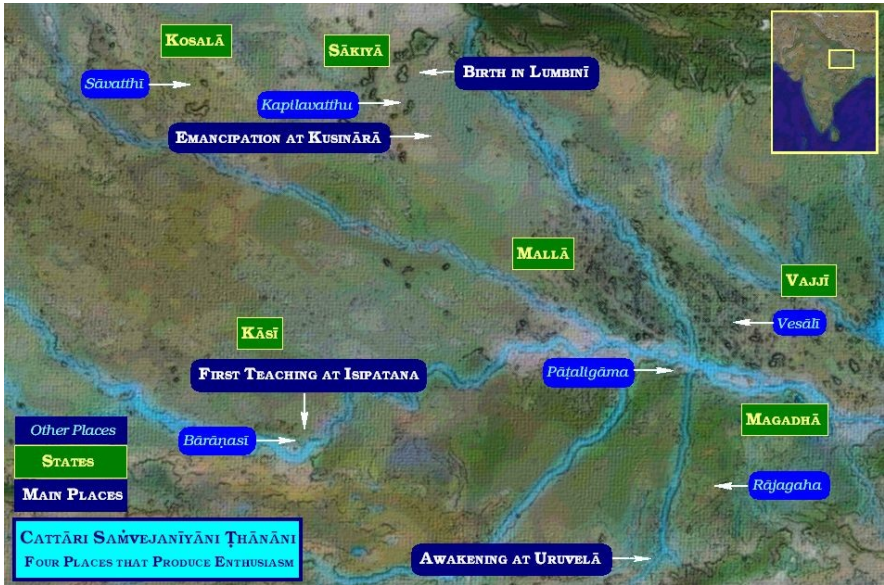 Kosalā
Sākiyā
Birth in Lumbinī
Sāvatthī
Kapilavatthu
Emancipation at Kusinārā
Mallā
Vajjī
Vesālī
Kāsī
First Teaching at Isipatana
Pāṭaligāma
Magadhā
Bārāṇasī
Rājagaha
Other Places
States
Main Places
Cattāri Saṁvejanīyāni Ṭhānāni
Four Places that Produce Enthusiasm
Awakening at Uruvelā